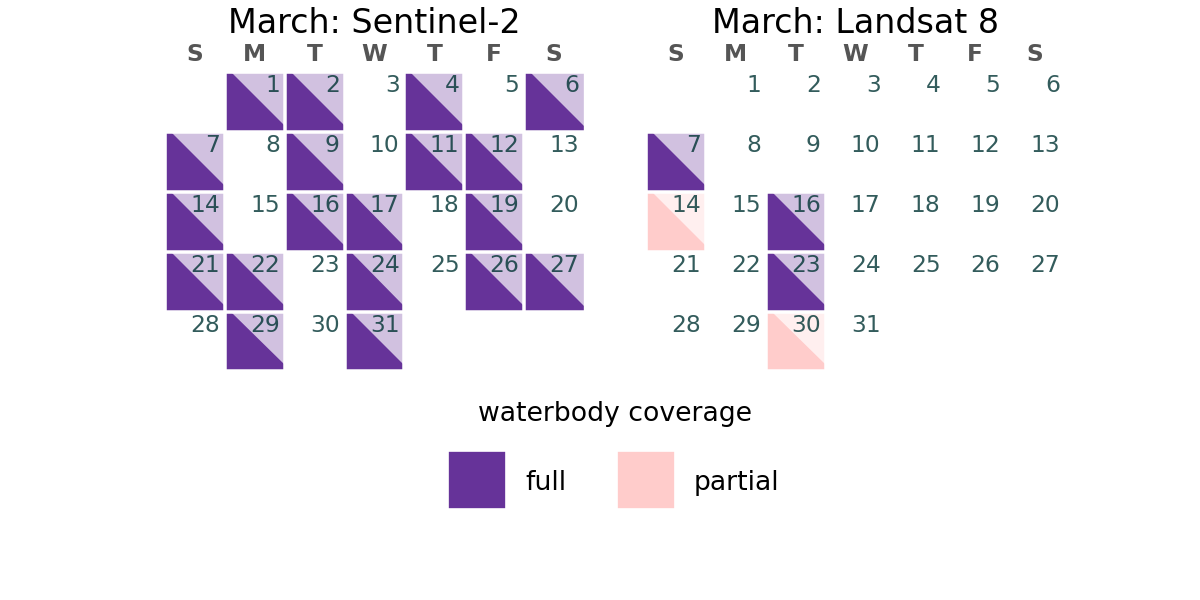 March: Sentinel-2
S M T W T F S
1 2 3 4 5 6
7 8 9 10 11 12 13
14 15 16 17 18 19 20
21 22 23 24 25 26 27
28 29 30 31
March: Landsat 8
S M T W T F S
1 2 3 4 5 6
7 8 9 10 11 12 13
14 15 16 17 18 19 20
21 22 23 24 25 26 27
28 29 30 31
waterbody coverage
full
partial